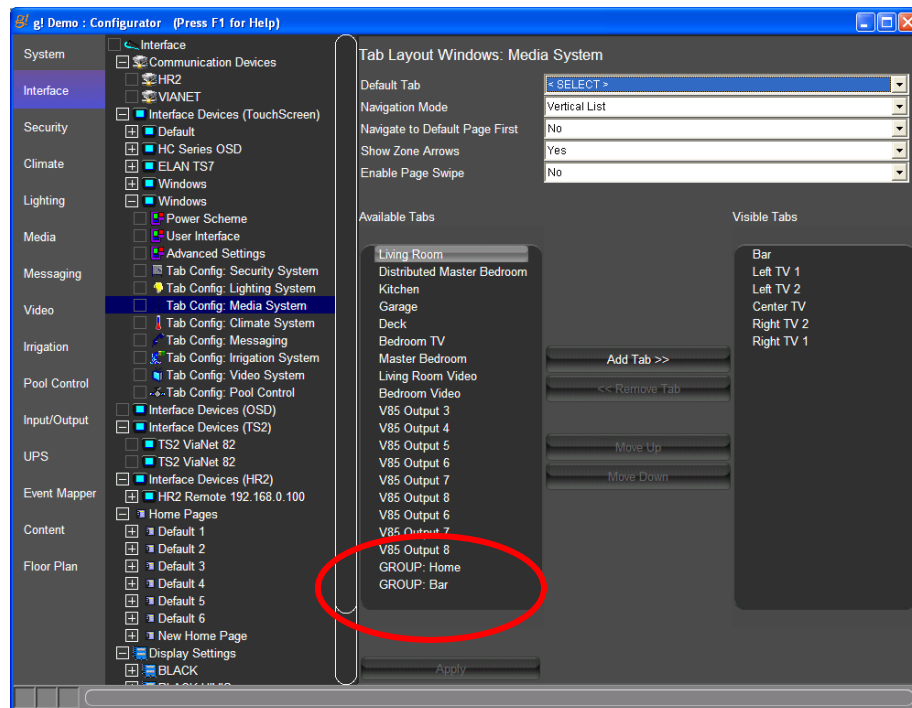 g! Demo : Configurator (Press F1 for Help)
System
Interface
Security
Climate
Lighting
Media
Messaging
Video
Irrigation
Pool Control
Input/Output
UPS
Event Mapper
Content
Floor Plan
Interface
Communication Devices
HR2
VIANET
Interface Devices (TouchScreen)
Default
HC Series OSD
ELAN TS7
Windows
Windows
Power Scheme
User Interface
Advanced Settings
Tab Config: Security System
Tab Config: Lighting System
Tab Config: Media System
Tab Config: Climate System
Tab Config: Messaging
Tab Config: Irrigation System
Tab Config: Video System
Tab Config: Pool Control
Interface Devices (OSD)
Interface Devices (TS2)
TS2 ViaNet 82
TS2 ViaNet 82
Interface Devices (HR2)
HR2 Remote 192.168.0.100
Home Pages
Default 1
Default 2
Default 3
Default 4
Default 5
Default 6
New Home Page
Display Settings
BLACK
Tab Layout Windows: Media System
Default Tab < SELECT >
Navigation Mode Vertical List
Navigate to Default Page First No
Show Zone Arrows Yes
Enable Page Swipe No
Available Tabs
Living Room
Distributed Master Bedroom
Kitchen
Garage
Deck
Bedroom TV
Master Bedroom
Living Room Video
Bedroom Video
V85 Output 3
V85 Output 4
V85 Output 5
V85 Output 6
V85 Output 7
V85 Output 8
V85 Output 6
V85 Output 7
V85 Output 8
GROUP: Home
GROUP: Bar
Add Tab >>
<< Remove Tab
Move Up
Move Down
Apply
Visible Tabs
Bar
Left TV 1
Left TV 2
Center TV
Right TV 2
Right TV 1